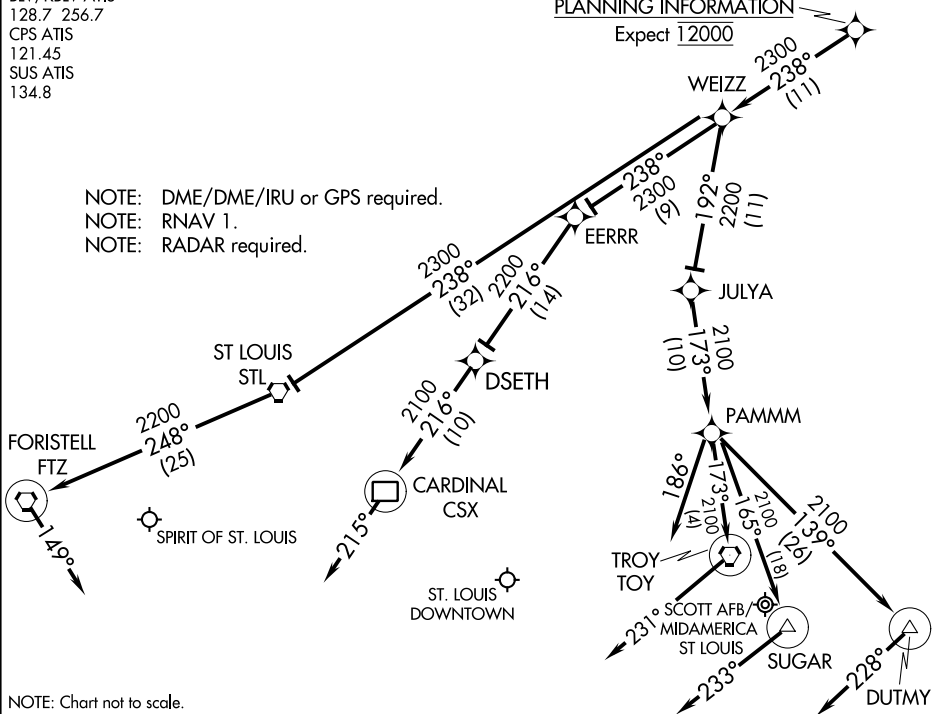 128.7 256.7
CPS ATIS
121.45
SUS ATIS
134.8
PLANNING INFORMATION
Expect 12000
2300
238°
(11)
WEIZZ
NOTE: DME/DME/IRU or GPS required.
NOTE: RNAV 1.
NOTE: RADAR required.
238°
2300
(9)
192°
2200
(11)
EERRR
2300
238°
(32)
2200
216°
(14)
JULYA
2100
173°
(10)
ST LOUIS
STL
DSETH
2100
216°
(10)
PAMMM
2200
248°
(25)
FORISTELL
FTZ
149°
SPIRIT OF ST. LOUIS
CARDINAL
CSX
215°
186°
173°
2100
(4)
2100
165°
(18)
2100
139°
(26)
TROY
TOY
231°
ST. LOUIS
DOWNTOWN
SCOTT AFB/
MIDAMERICA
ST LOUIS
SUGAR
233°
DUTMY
228°
NOTE: Chart not to scale.